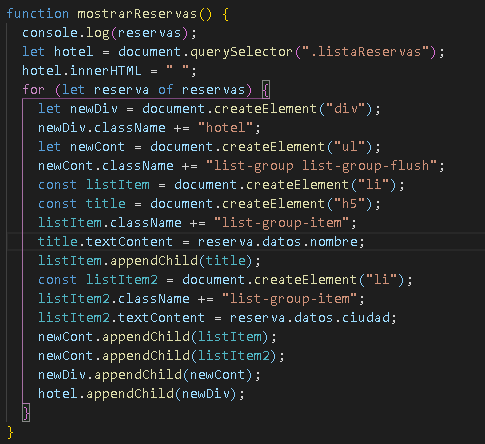 function mostrarReservas() {
  console.log(reservas);
  let hotel = document.querySelector(".listaReservas");
  hotel.innerHTML = " ";
  for (let reserva of reservas) {
    let newDiv = document.createElement("div");
    newDiv.className += "hotel";
    let newCont = document.createElement("ul");
    newCont.className += "list-group list-group-flush";
    const listItem = document.createElement("li");
    const title = document.createElement("h5");
    listItem.className += "list-group-item";
    title.textContent = reserva.datos.nombre;
    listItem.appendChild(title);
    const listItem2 = document.createElement("li");
    listItem2.className += "list-group-item";
    listItem2.textContent = reserva.datos.ciudad;
    newCont.appendChild(listItem);
    newCont.appendChild(listItem2);
    newDiv.appendChild(newCont);
    hotel.appendChild(newDiv);
  }
}